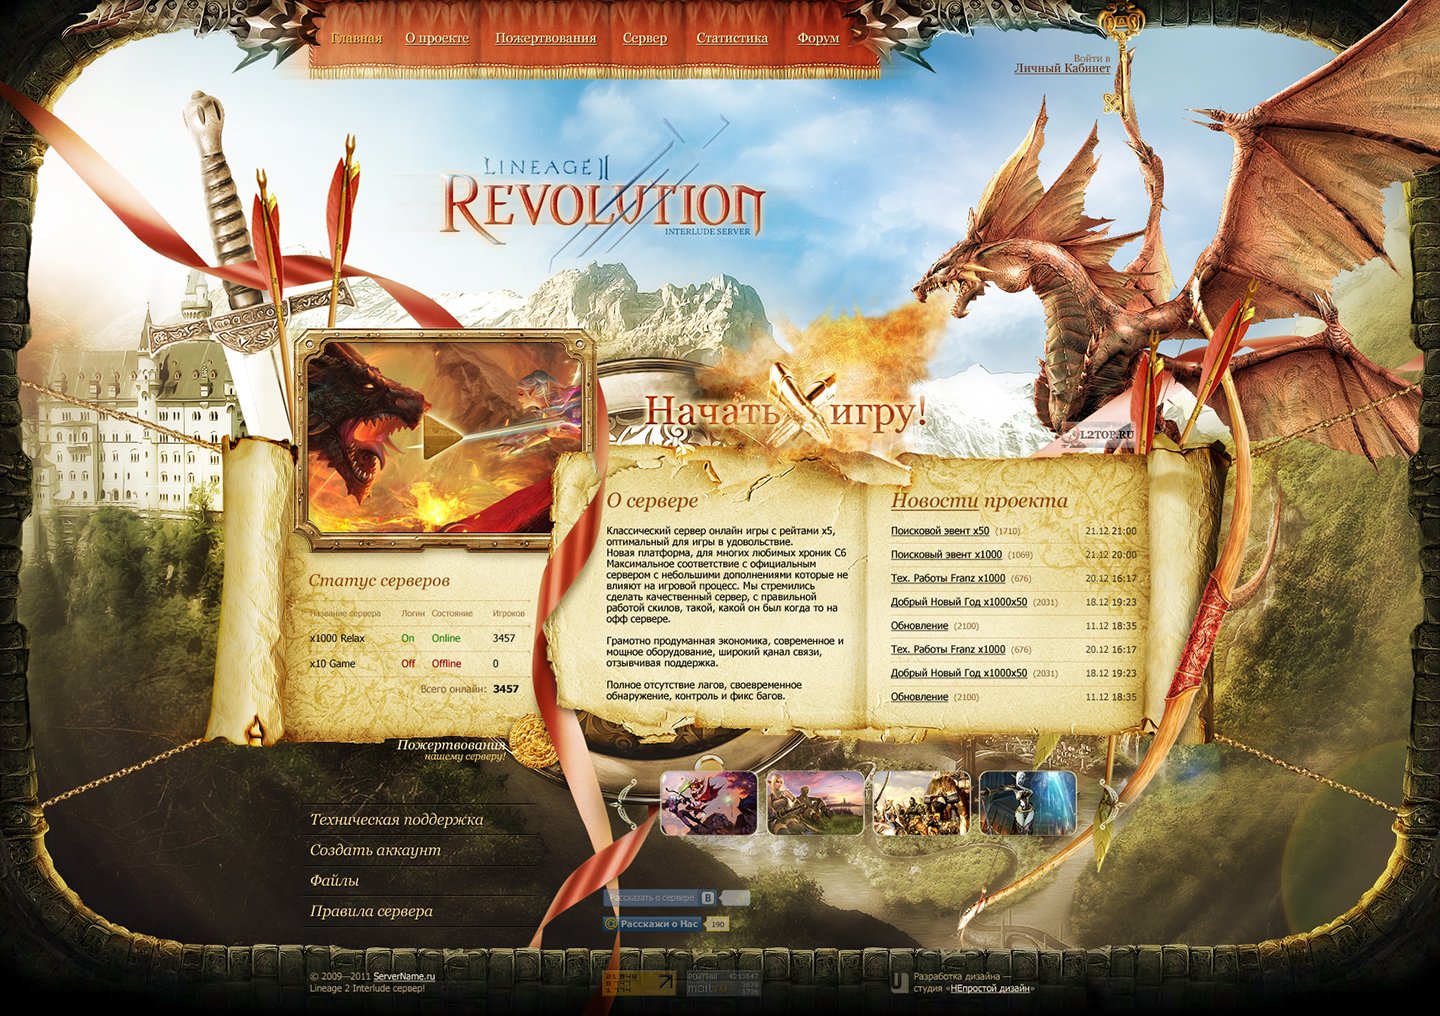 Главная О проекте Пожертвования Сервер Статистика Форум
Войти в
Личный Кабинет
LINEAGE II
REVOLUTION
INTERLUDE SERVER
Начать игру!
L2TOP.RU
О сервере
Классический сервер онлайн игры с рейтами х5,
оптимальный для игры в удовольствие.
Новая платформа, для многих любимых хроник С6
Максимальное соответствие с официальным
сервером с небольшими дополнениями которые не
влияют на игровой процесс. Мы стремились
сделать качественный сервер, с правильной
работой скилов, такой, какой он был когда то на
офф сервере.
Грамотно продуманная экономика, современное и
мощное оборудование, широкий канал связи,
отзывчивая поддержка.
Полное отсутствие лагов, своевременное
обнаружение, контроль и фикс багов.
Новости проекта
Поисковой эвент х50 (1710) 21.12 21:00
Поисковый эвент х1000 (1069) 21.12 20:00
Тех. Работы Franz x1000 (676) 20.12 16:17
Добрый Новый Год х1000х50 (2031) 18.12 19:23
Обновление (2100) 11.12 18:35
Тех. Работы Franz x1000 (676) 20.12 16:17
Добрый Новый Год х1000х50 (2031) 18.12 19:23
Обновление (2100) 11.12 18:35
Статус серверов
Название сервера Логин Состояние Игроков
x1000 Relax On Online 3457
x10 Game Off Offline 0
Всего онлайн: 3457
Пожертвования
нашему серверу!
Техническая поддержка
Создать аккаунт
Файлы
Правила сервера
Рассказать о сервере В
@ Расскажи о Нас 190
© 2009—2011 ServerName.ru
Lineage 2 Interlude сервер!
РЕЙТИНГ 4210547
mail.ru
Разработка дизайна —
студия «НЕпростой дизайн»